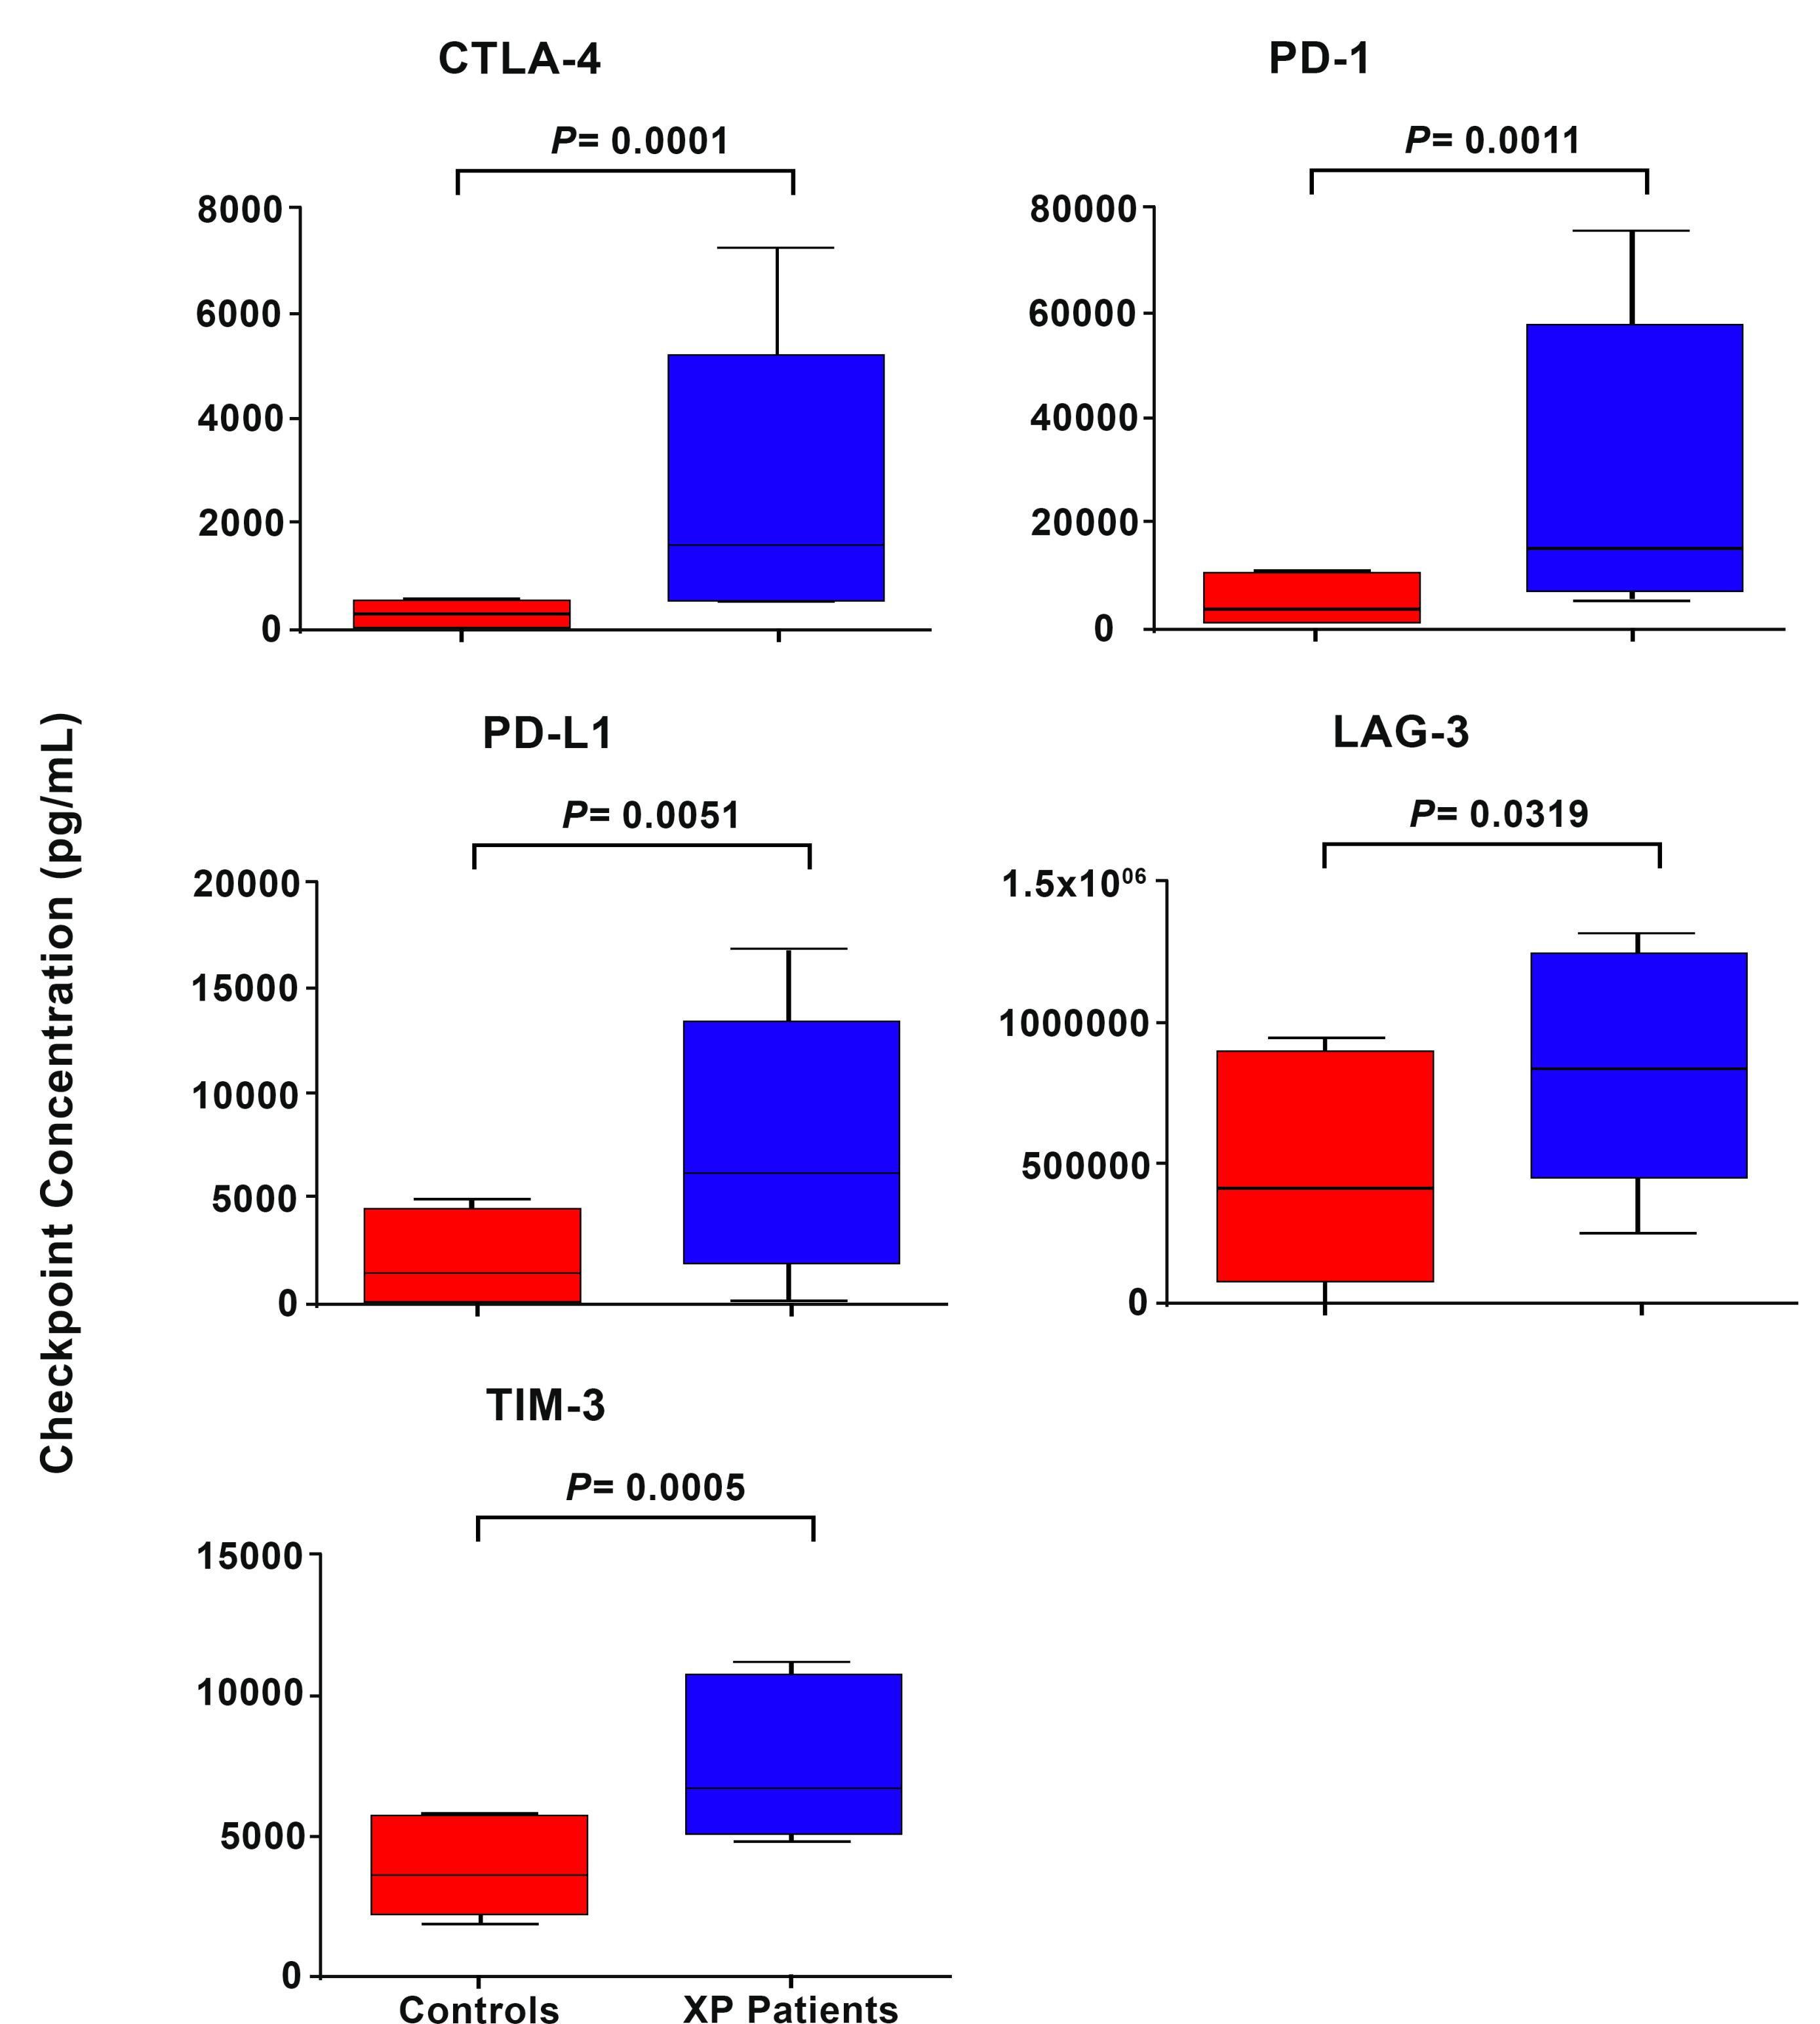 CTLA-4
P= 0.0001
8000
6000
4000
2000
0
PD-1
P= 0.0011
80000
60000
40000
20000
0
Checkpoint Concentration (pg/mL)
PD-L1
P= 0.0051
20000
15000
10000
5000
0
LAG-3
P= 0.0319
1.5x10⁰⁶
1000000
500000
0
TIM-3
P= 0.0005
15000
10000
5000
0
Controls XP Patients